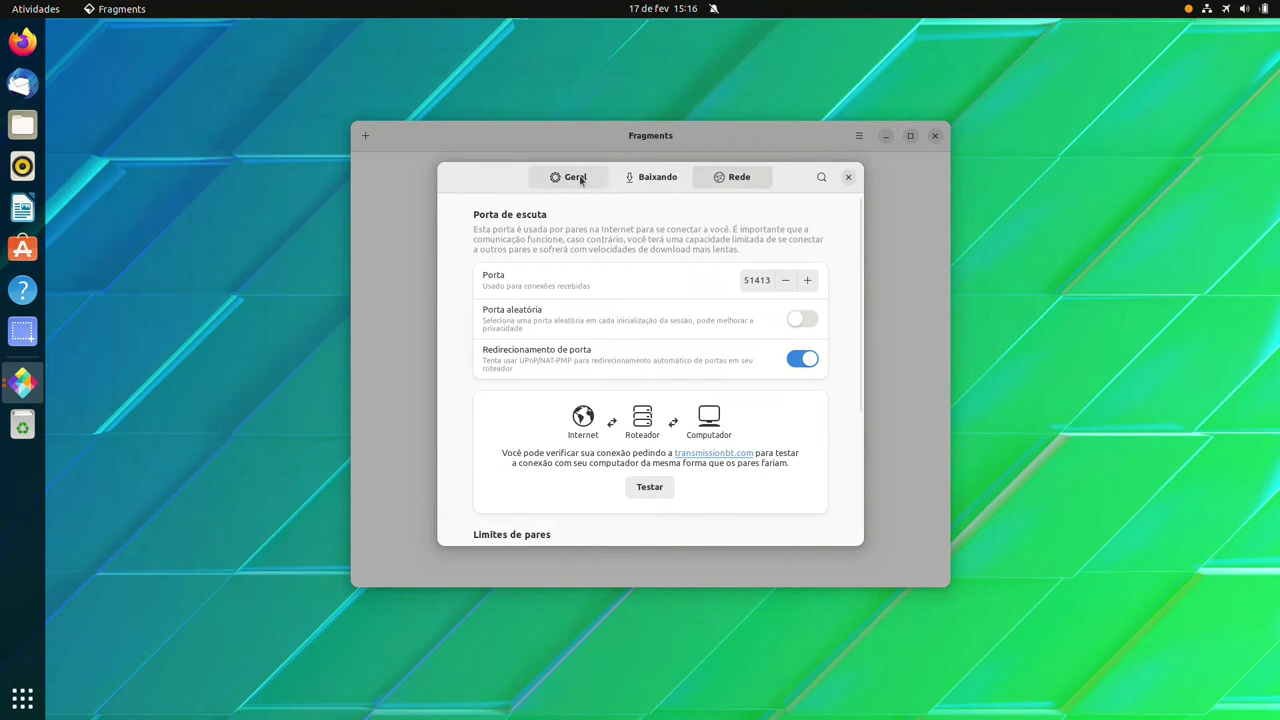 Atividades
Fragments
17 de fev 15:16
Fragments
Geral
Baixando
Rede
Porta de escuta
Esta porta é usada por pares na Internet para se conectar a você. É importante que a
comunicação funcione, caso contrário, você terá uma capacidade limitada de se conectar
a outros pares e sofrerá com velocidades de download mais lentas.
Porta
Usado para conexões recebidas
51413
Porta aleatória
Seleciona uma porta aleatória em cada inicialização da sessão, pode melhorar a
privacidade
Redirecionamento de porta
Tenta usar UPnP/NAT-PMP para redirecionamento automático de portas em seu
roteador
Internet
Roteador
Computador
Você pode verificar sua conexão pedindo a transmissionbt.com para testar
a conexão com seu computador da mesma forma que os pares fariam.
Testar
Limites de pares